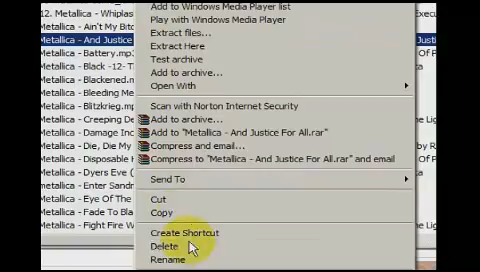 Add to Windows Media Player list
12. Metallica - Whiplas
Play with Windows Media Player
Metallica - Ain't My Bitc
Extract files...
Metallica - And Justice
Extract Here
Metallica - Battery.mp3
Test archive
Metallica - Black -12- T
Add to archive...
Metallica - Blackened.m
Open With
Metallica - Bleeding Me
Metallica - Blitzkrieg.mp
Scan with Norton Internet Security
Metallica - Creeping De
Add to archive...
Metallica - Damage Inc
Add to "Metallica - And Justice For All.rar"
Metallica - Die, Die My
Compress and email...
Metallica - Disposable H
Compress to "Metallica - And Justice For All.rar" and email
Metallica - Dyers Eve (
Send To
Metallica - Enter Sandr
Metallica - Eye Of The
Cut
Metallica - Fade To Bla
Copy
Metallica - Fight Fire W
Create Shortcut
Delete
Rename